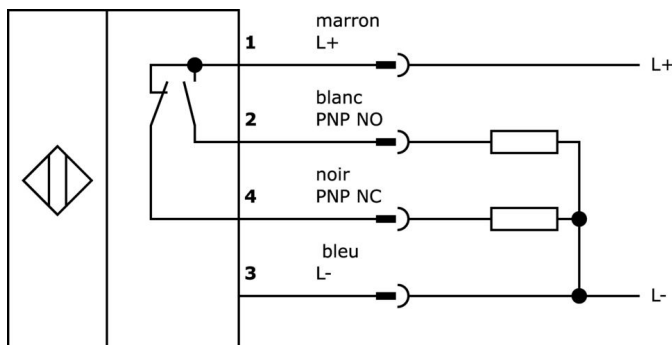 marron
1 L+ L+
blanc
2 PNP NO
noir
4 PNP NC
bleu
3 L- L-